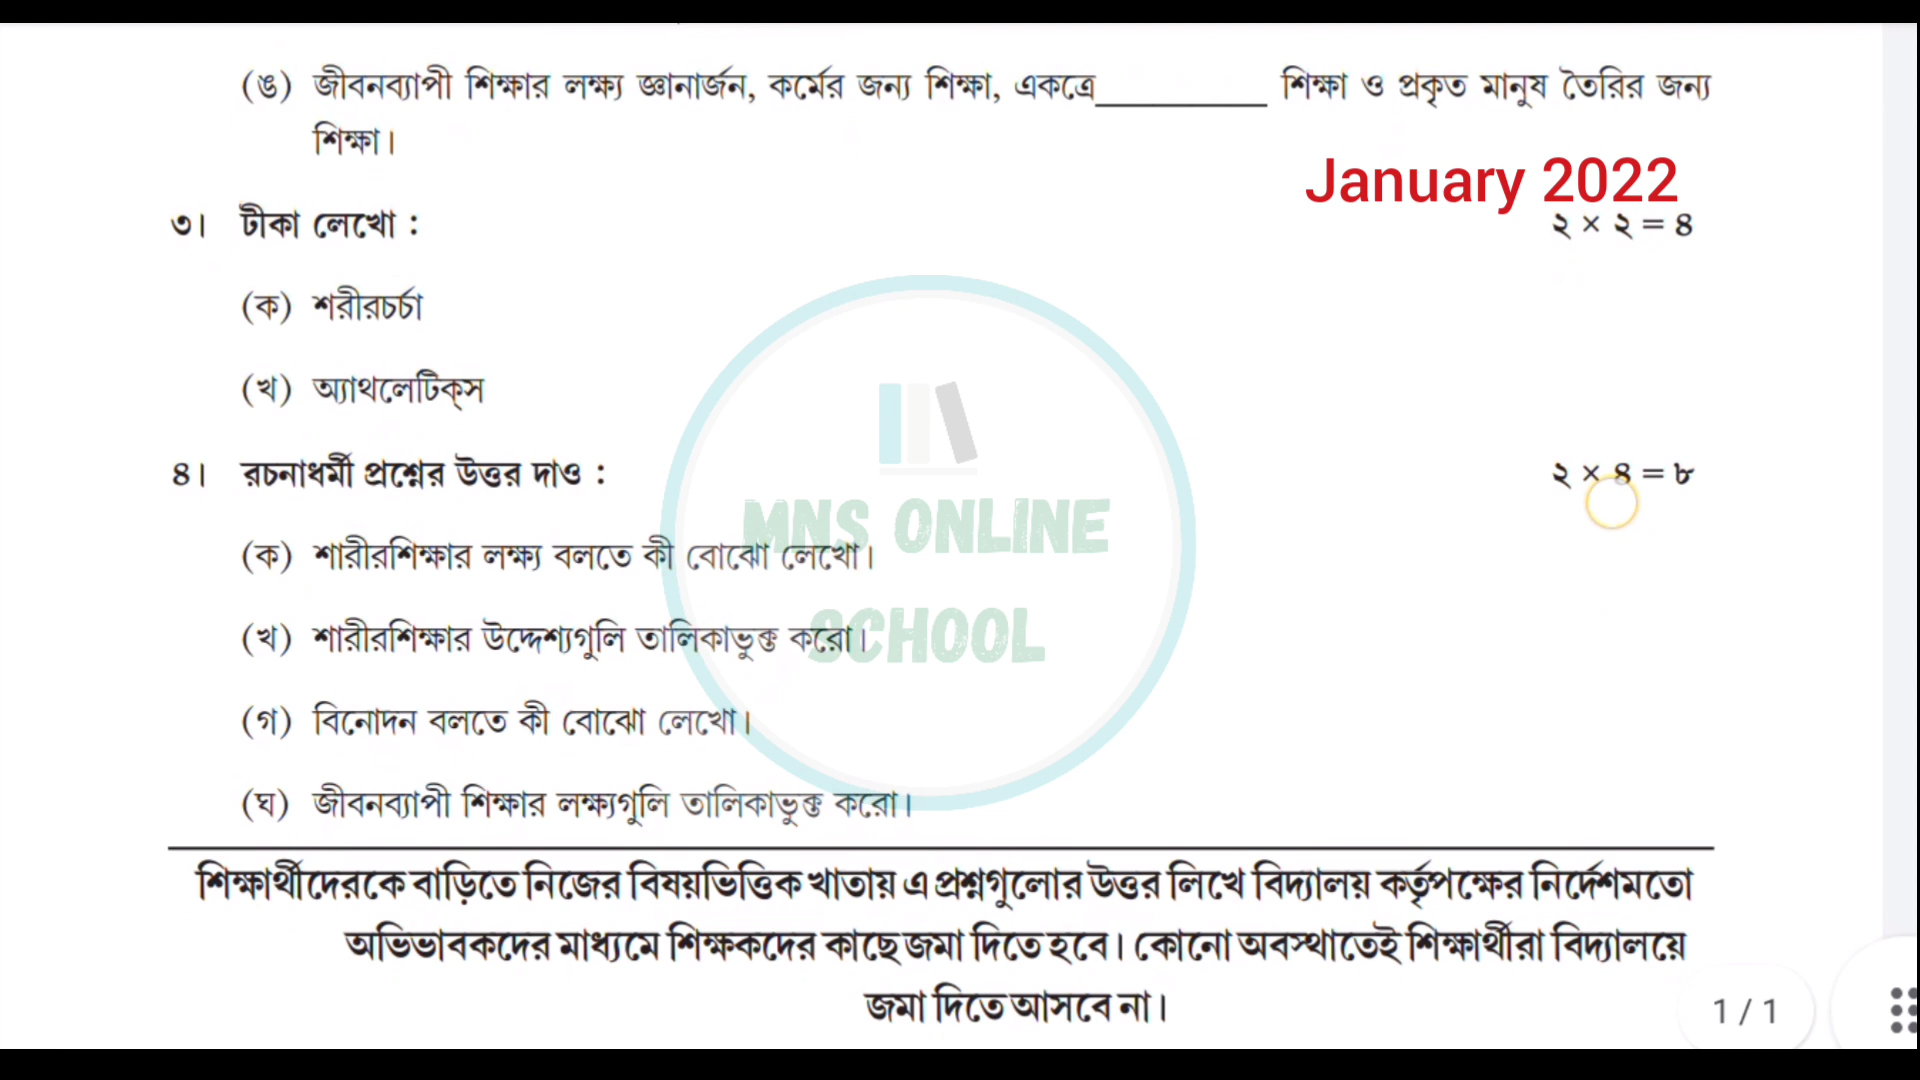 (ঙ) জীবনব্যাপী শিক্ষার লক্ষ্য জ্ঞানার্জন, কর্মের জন্য শিক্ষা, একত্রে__________ শিক্ষা ও প্রকৃত মানুষ তৈরির জন্য
শিক্ষা।
January 2022
৩। টীকা লেখো : ২ × ২ = ৪
(ক) শরীরচর্চা
(খ) অ্যাথলেটিক্‌স
৪। রচনাধর্মী প্রশ্নের উত্তর দাও : ২ × ৪ = ৮
MNS ONLINE
(ক) শারীরশিক্ষার লক্ষ্য বলতে কী বোঝো লেখো।
SCHOOL
(খ) শারীরশিক্ষার উদ্দেশ্যগুলি তালিকাভুক্ত করো।
(গ) বিনোদন বলতে কী বোঝো লেখো।
(ঘ) জীবনব্যাপী শিক্ষার লক্ষ্যগুলি তালিকাভুক্ত করো।
শিক্ষার্থীদেরকে বাড়িতে নিজের বিষয়ভিত্তিক খাতায় এ প্রশ্নগুলোর উত্তর লিখে বিদ্যালয় কর্তৃপক্ষের নির্দেশমতো
অভিভাবকদের মাধ্যমে শিক্ষকদের কাছে জমা দিতে হবে। কোনো অবস্থাতেই শিক্ষার্থীরা বিদ্যালয়ে
জমা দিতে আসবে না।
1 / 1